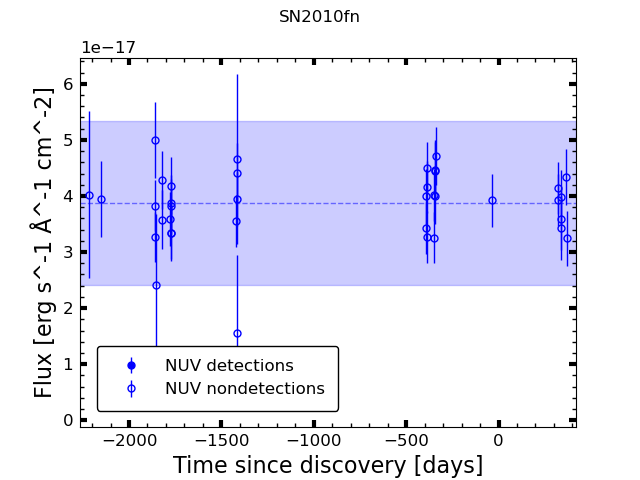 SN2010fn
1e−17
Flux [erg s^-1 Å^-1 cm^-2]
6
5
4
3
2
1
0
NUV detections
NUV nondetections
−2000 −1500 −1000 −500 0
Time since discovery [days]